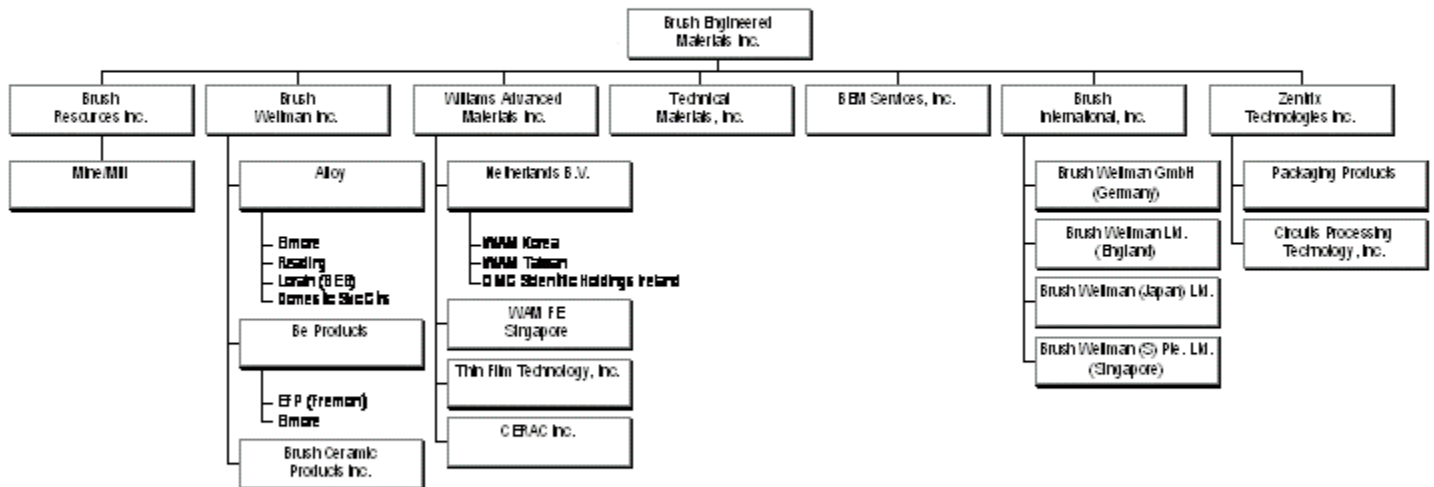 Brush Engineered
Materials Inc.
Brush
Resources Inc.
Brush
Wellman Inc.
Williams Advanced
Materials Inc.
Technical
Materials, Inc.
BEM Services, Inc.
Brush
International, Inc.
Zentrix
Technologies Inc.
Mine/Mill
Alloy
Elmore
Reading
Lorain (BEB)
Domestic Svc Ctrs
Be Products
EFP (Fremont)
Elmore
Brush Ceramic
Products Inc.
Netherlands B.V.
WAM Korea
WAM Taiwan
OMC Scientific Holdings Ireland
WAM FE
Singapore
Thin Film Technology, Inc.
CERAC Inc.
Brush Wellman GmbH
(Germany)
Brush Wellman Ltd.
(England)
Brush Wellman (Japan) Ltd.
Brush Wellman (S) Pte. Ltd.
(Singapore)
Packaging Products
Circuits Processing
Technology, Inc.